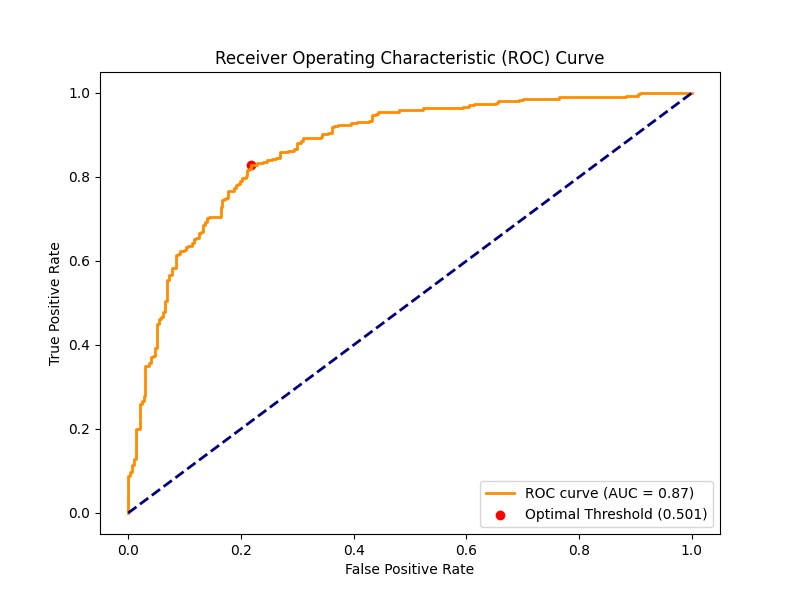 Receiver Operating Characteristic (ROC) Curve
1.0
0.8
0.6
0.4
0.2
0.0
True Positive Rate
ROC curve (AUC = 0.87)
Optimal Threshold (0.501)
0.0 0.2 0.4 0.6 0.8 1.0
False Positive Rate